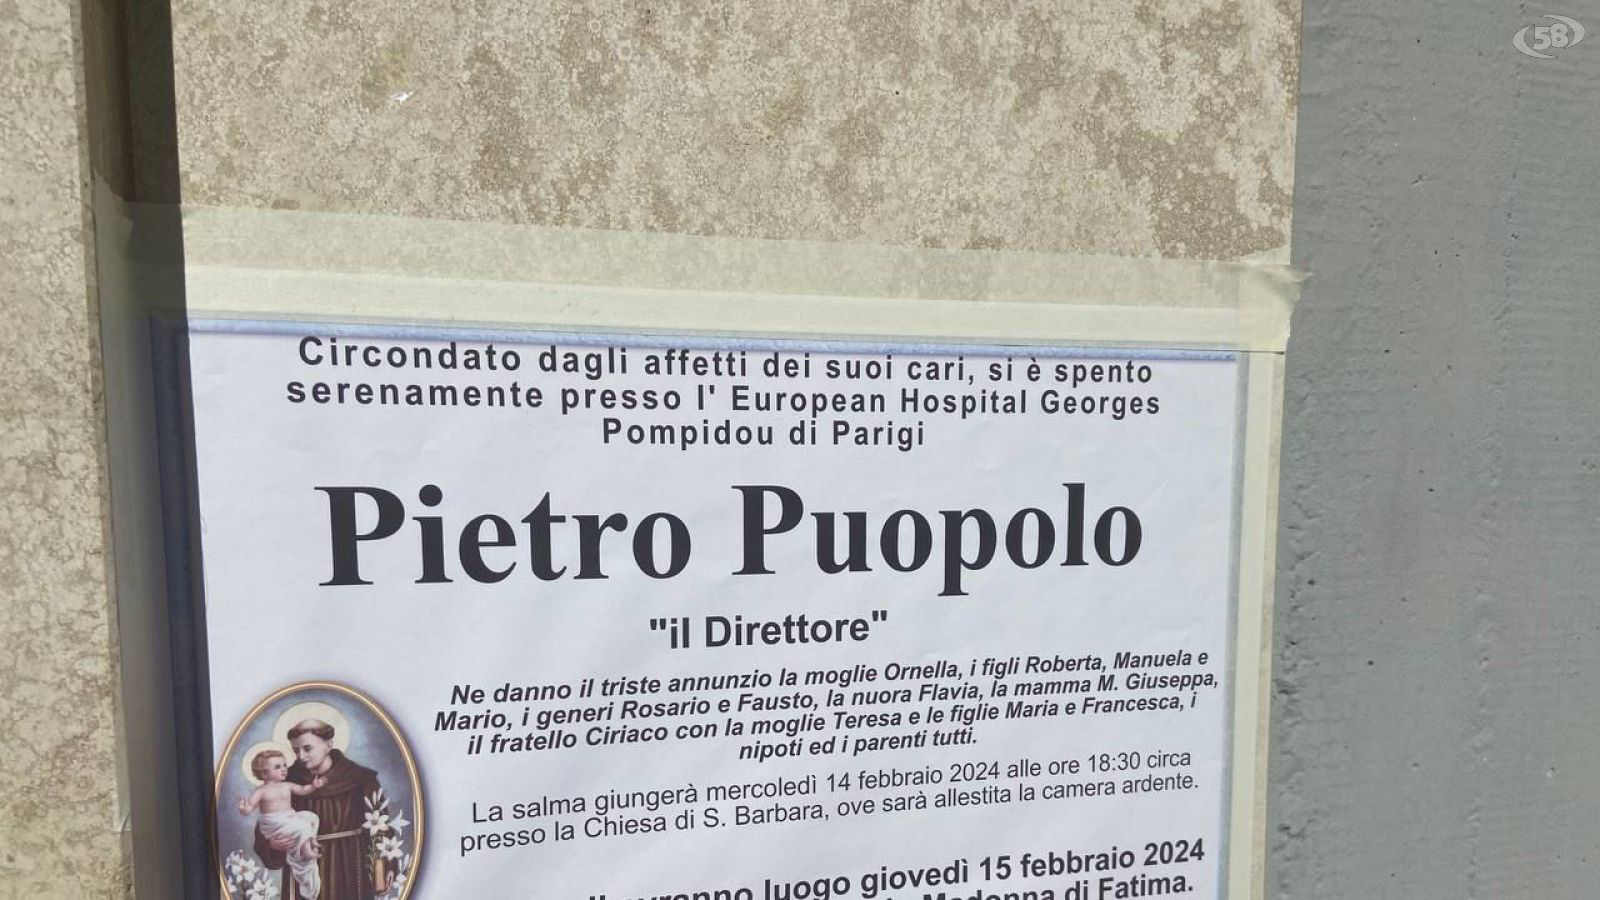 58
Circondato dagli affetti dei suoi cari, si è spento
serenamente presso l' European Hospital Georges
Pompidou di Parigi
Pietro Puopolo
"il Direttore"
Ne danno il triste annunzio la moglie Ornella, i figli Roberta, Manuela e
Mario, i generi Rosario e Fausto, la nuora Flavia, la mamma M. Giuseppa,
il fratello Ciriaco con la moglie Teresa e le figlie Maria e Francesca, i
nipoti ed i parenti tutti.
La salma giungerà mercoledì 14 febbraio 2024 alle ore 18:30 circa
presso la Chiesa di S. Barbara, ove sarà allestita la camera ardente.
luogo giovedì 15 febbraio 2024
Madonna di Fatima.